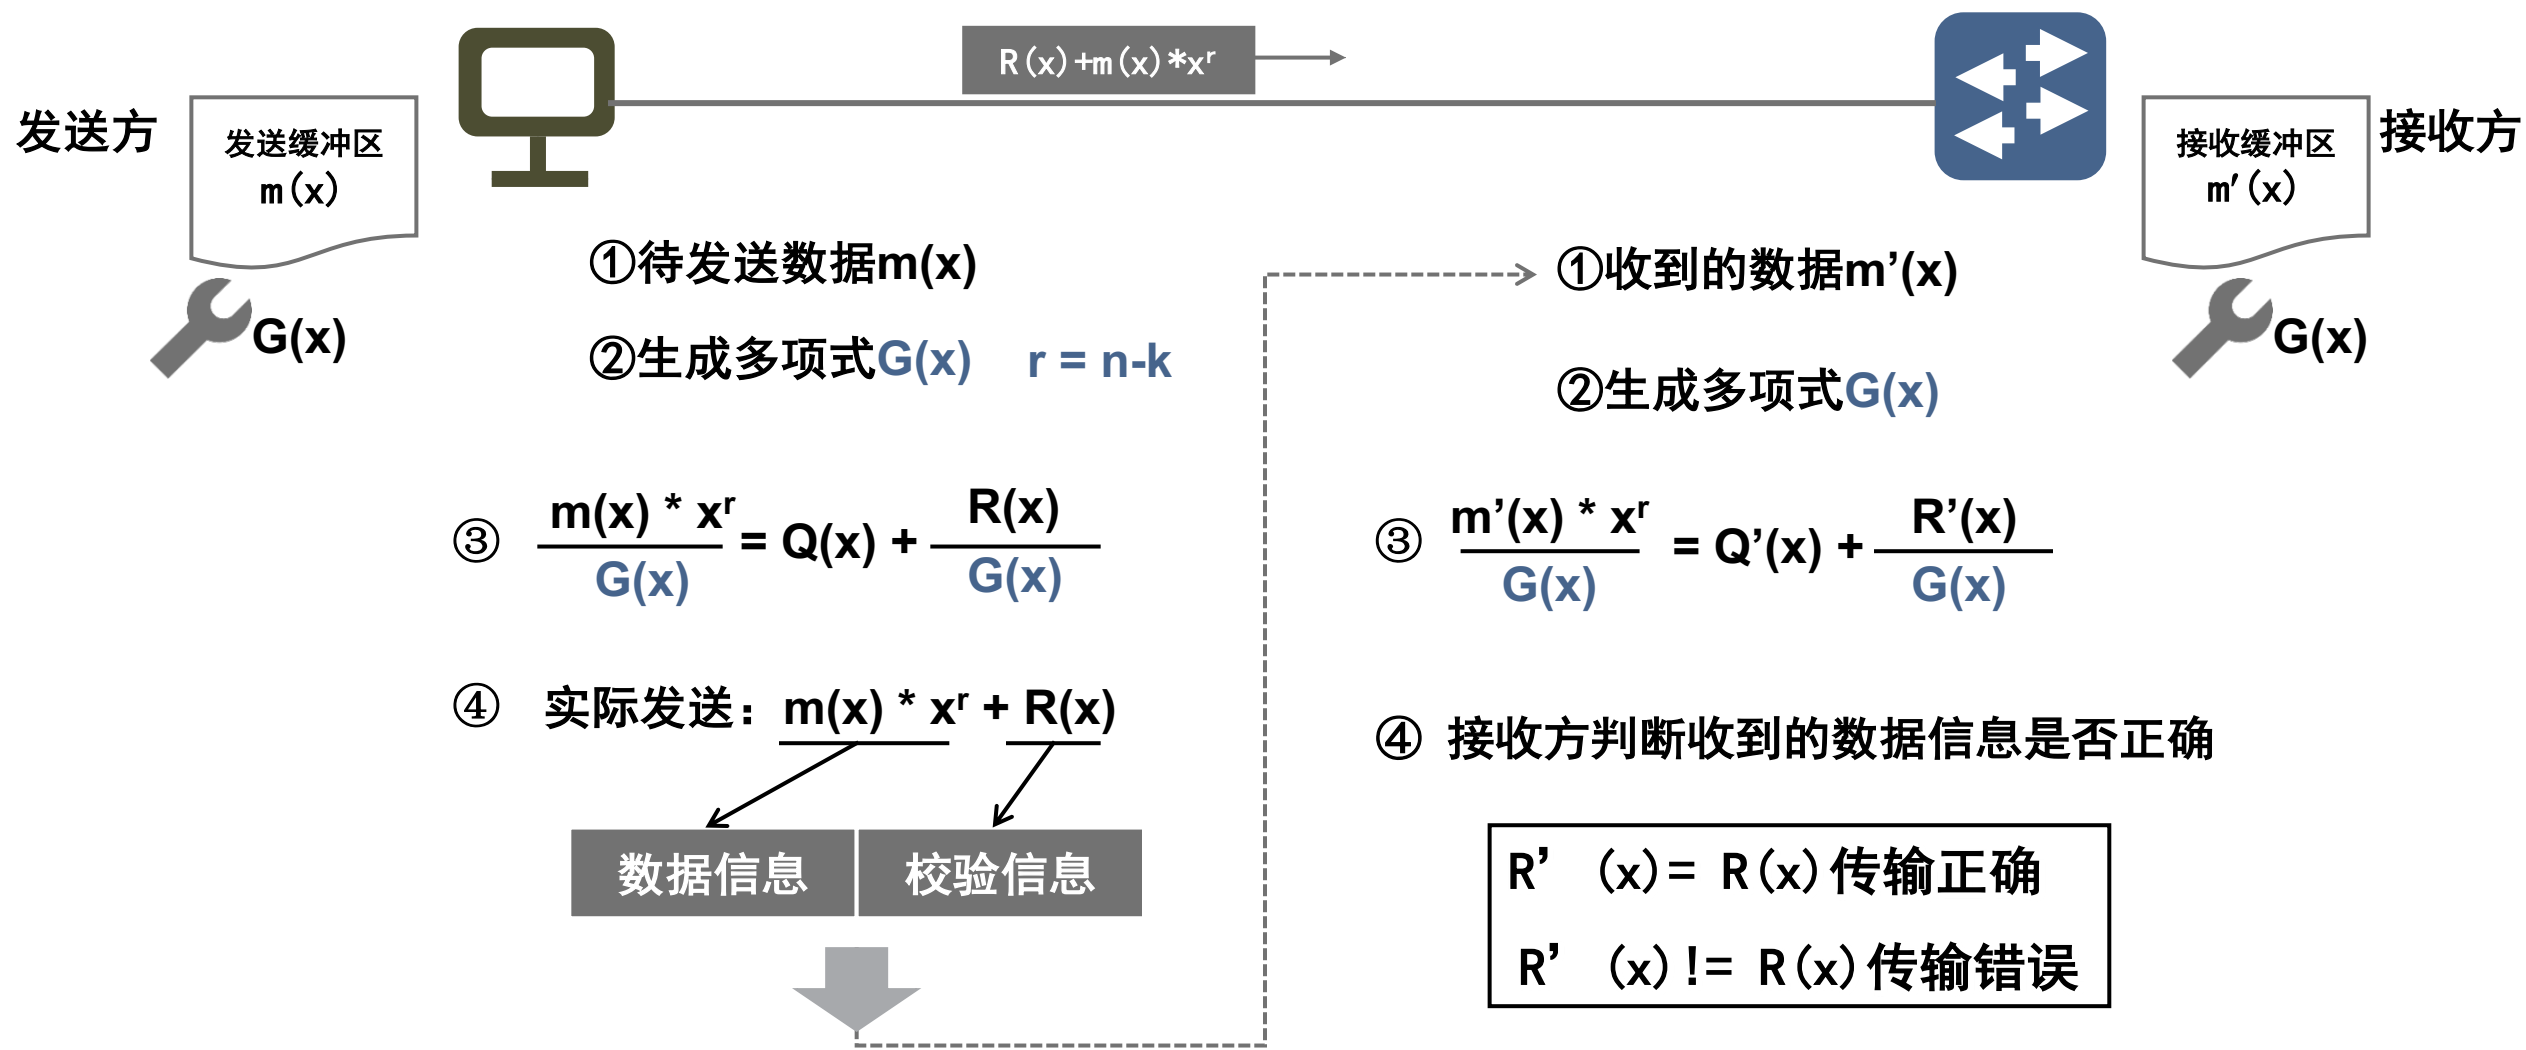 R(x)+m(x)*xʳ
发送方
发送缓冲区
m(x)
接收缓冲区
m′(x)
接收方
G(x)
G(x)
①待发送数据m(x)
②生成多项式G(x) r = n-k
③ m(x) * xʳ = Q(x) + R(x)
G(x) G(x)
④ 实际发送：m(x) * xʳ + R(x)
数据信息 校验信息
①收到的数据m’(x)
②生成多项式G(x)
③ m’(x) * xʳ = Q’(x) + R’(x)
G(x) G(x)
④ 接收方判断收到的数据信息是否正确
R’ (x)= R(x)传输正确
R’ (x)!= R(x)传输错误